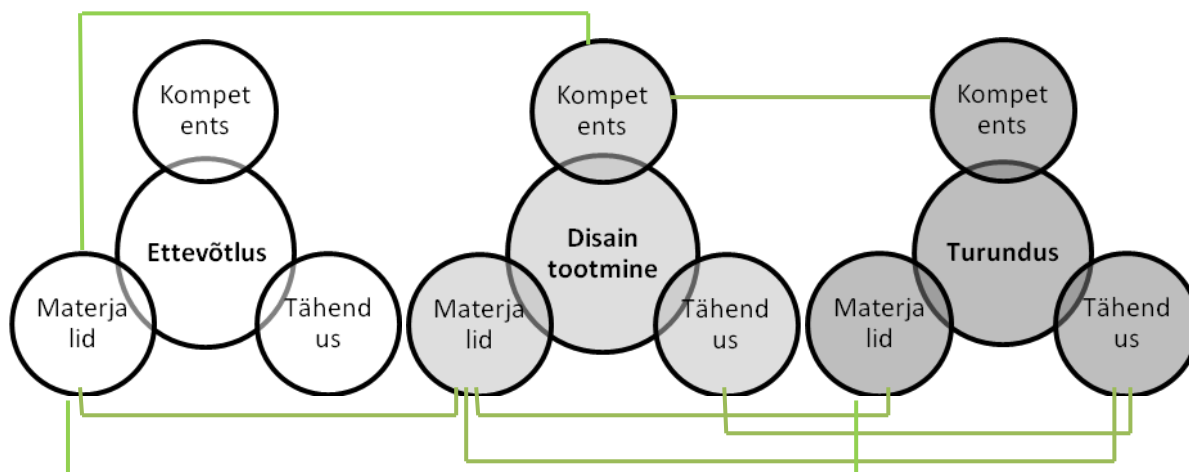 Kompet
ents
Ettevõtlus
Materja
lid
Tähend
us
Kompet
ents
Disain
tootmine
Materja
lid
Tähend
us
Kompet
ents
Turundus
Materja
lid
Tähend
us